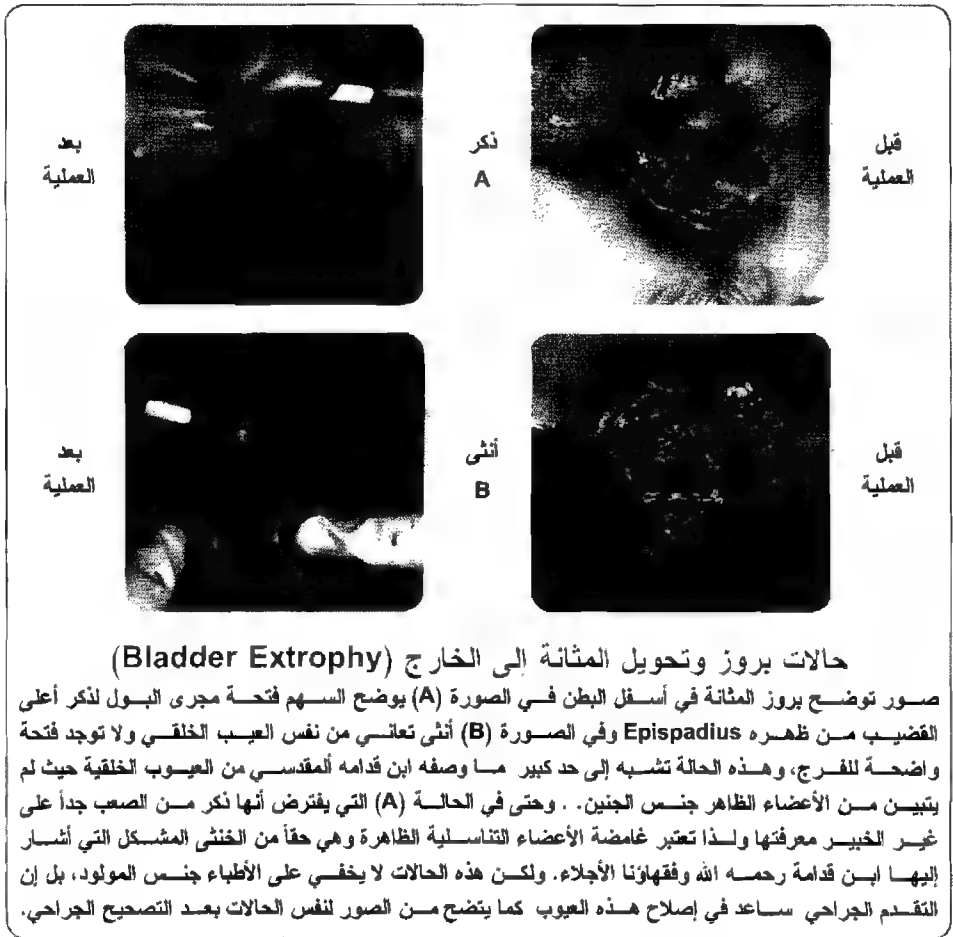 قبل
العملية
ذكر
A
بعد
العملية
قبل
العملية
أنثى
B
بعد
العملية
حالات بروز وتحويل المثانة إلى الخارج (Bladder Extrophy)
صور توضح بروز المثانة في أسفل البطن في الصورة (A) يوضح السهم فتحة مجرى البول لذكر أعلى
القضيب من ظهره Epispadius وفي الصورة (B) أنثى تعاني من نفس العيب الخلقي ولا توجد فتحة
واضحة للفرج، وهذه الحالة تشبه إلى حد كبير ما وصفه ابن قدامه ألمقدسي من العيوب الخلقية حيث لم
يتبين من الأعضاء الظاهر جنس الجنين. . وحتى في الحالة (A) التي يفترض أنها ذكر من الصعب جداً على
غير الخبير معرفتها ولذا تعتبر غامضة الأعضاء التناسلية الظاهرة وهي حقاً من الخنثى المشكل التي أشار
إليها ابن قدامة رحمه الله وفقهاؤنا الأجلاء. ولكن هذه الحالات لا يخفي على الأطباء جنس المولود، بل إن
التقدم الجراحي ساعد في إصلاح هذه العيوب كما يتضح من الصور لنفس الحالات بعد التصحيح الجراحي.